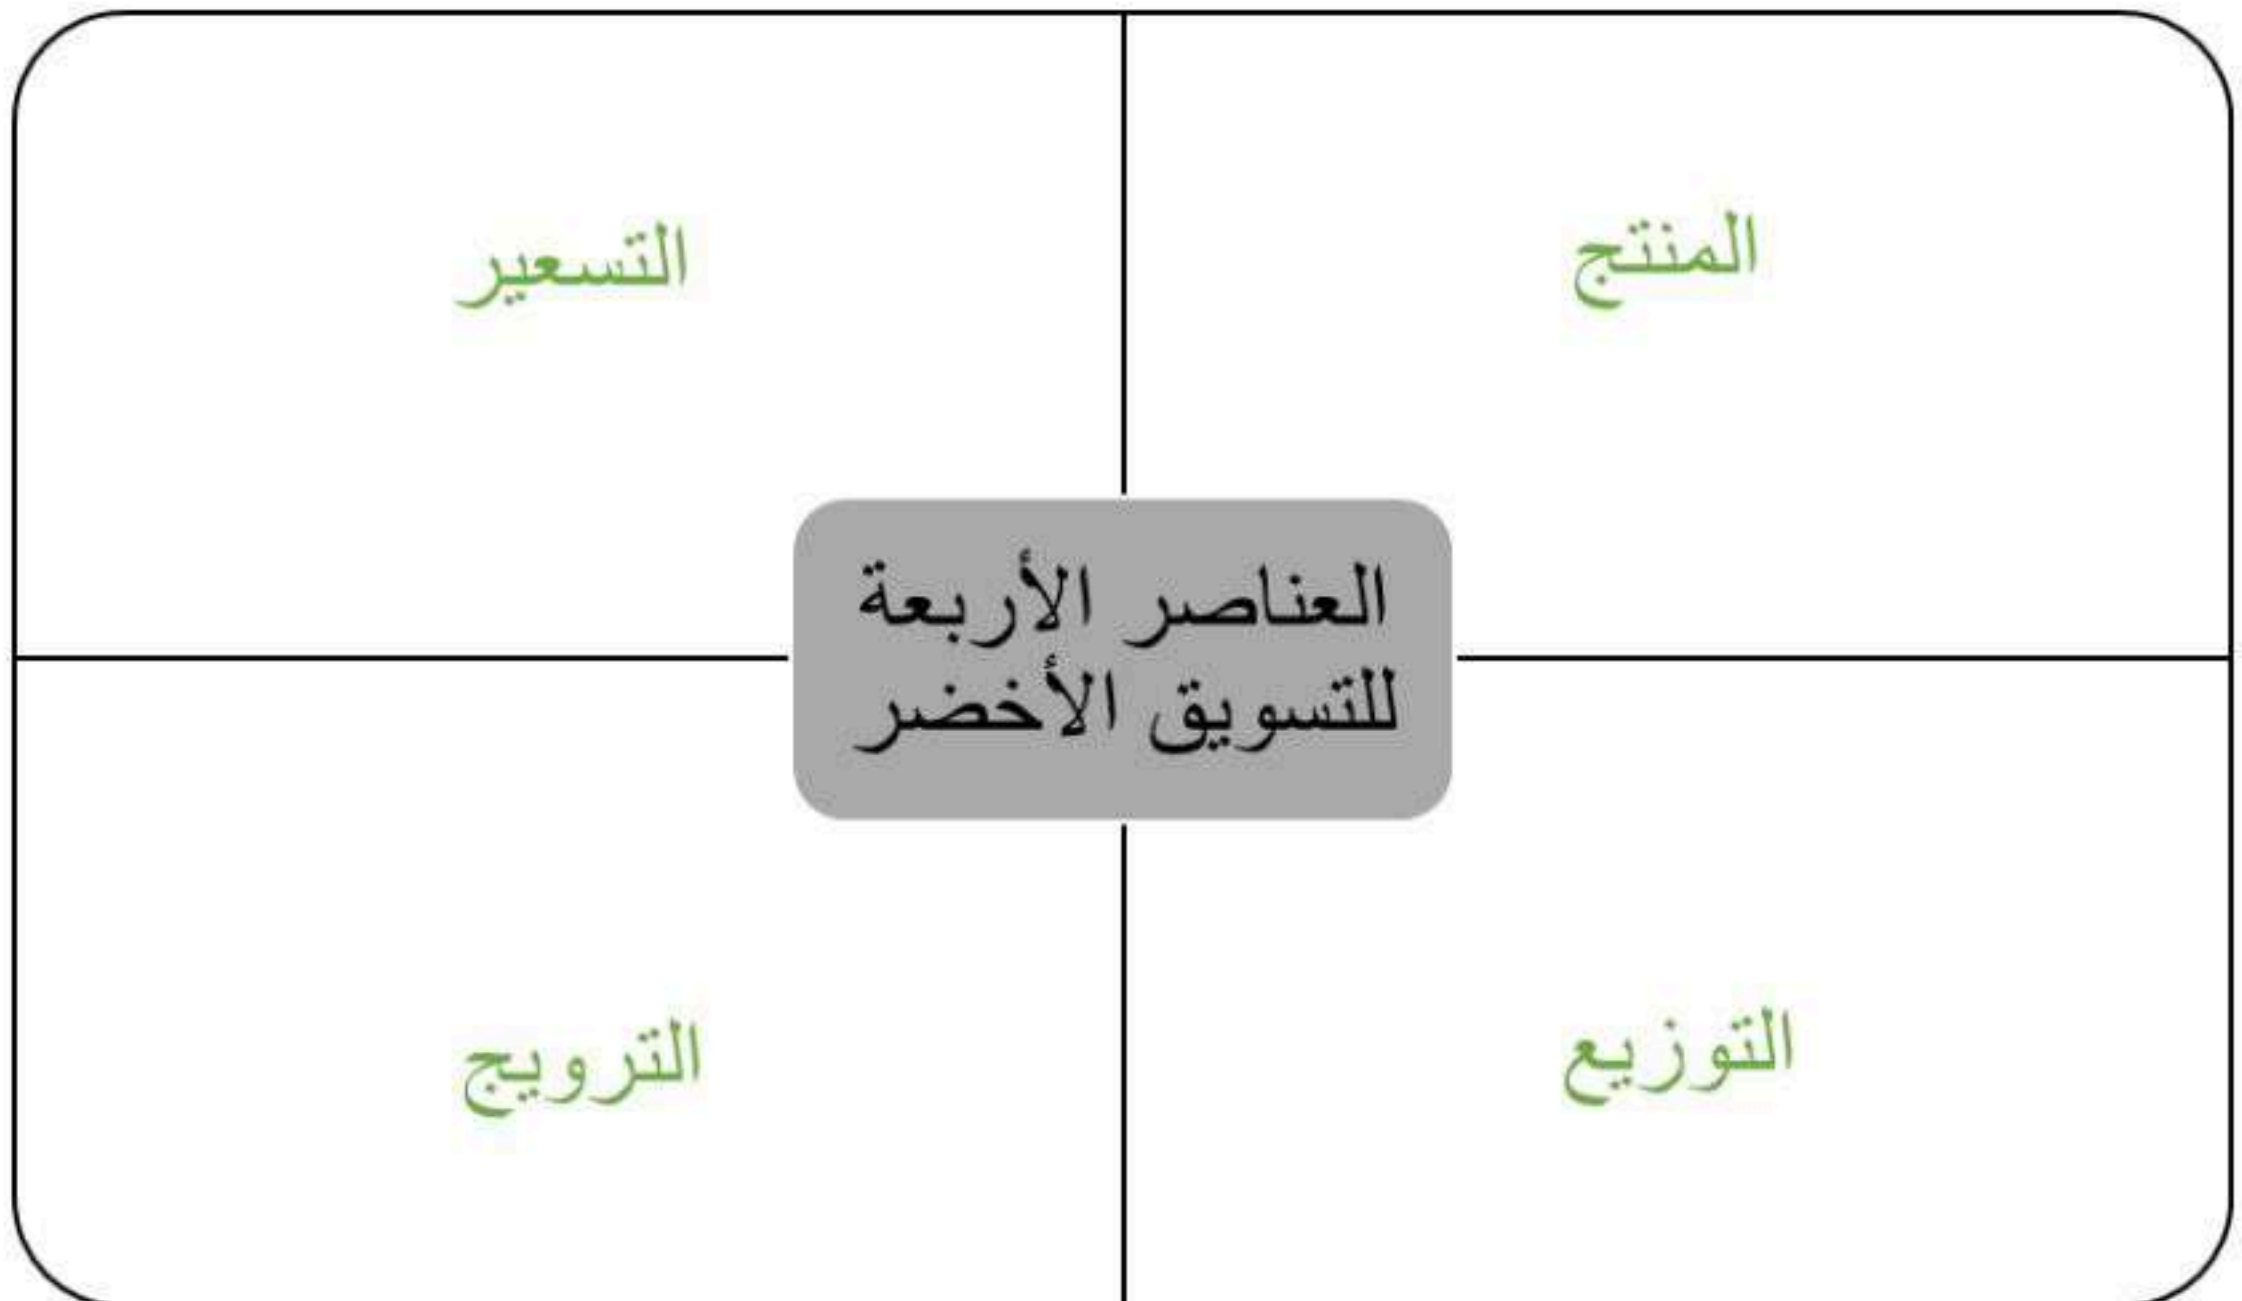 المنتج
التسعير
العناصر الأربعة
للتسويق الأخضر
التوزيع
الترويج